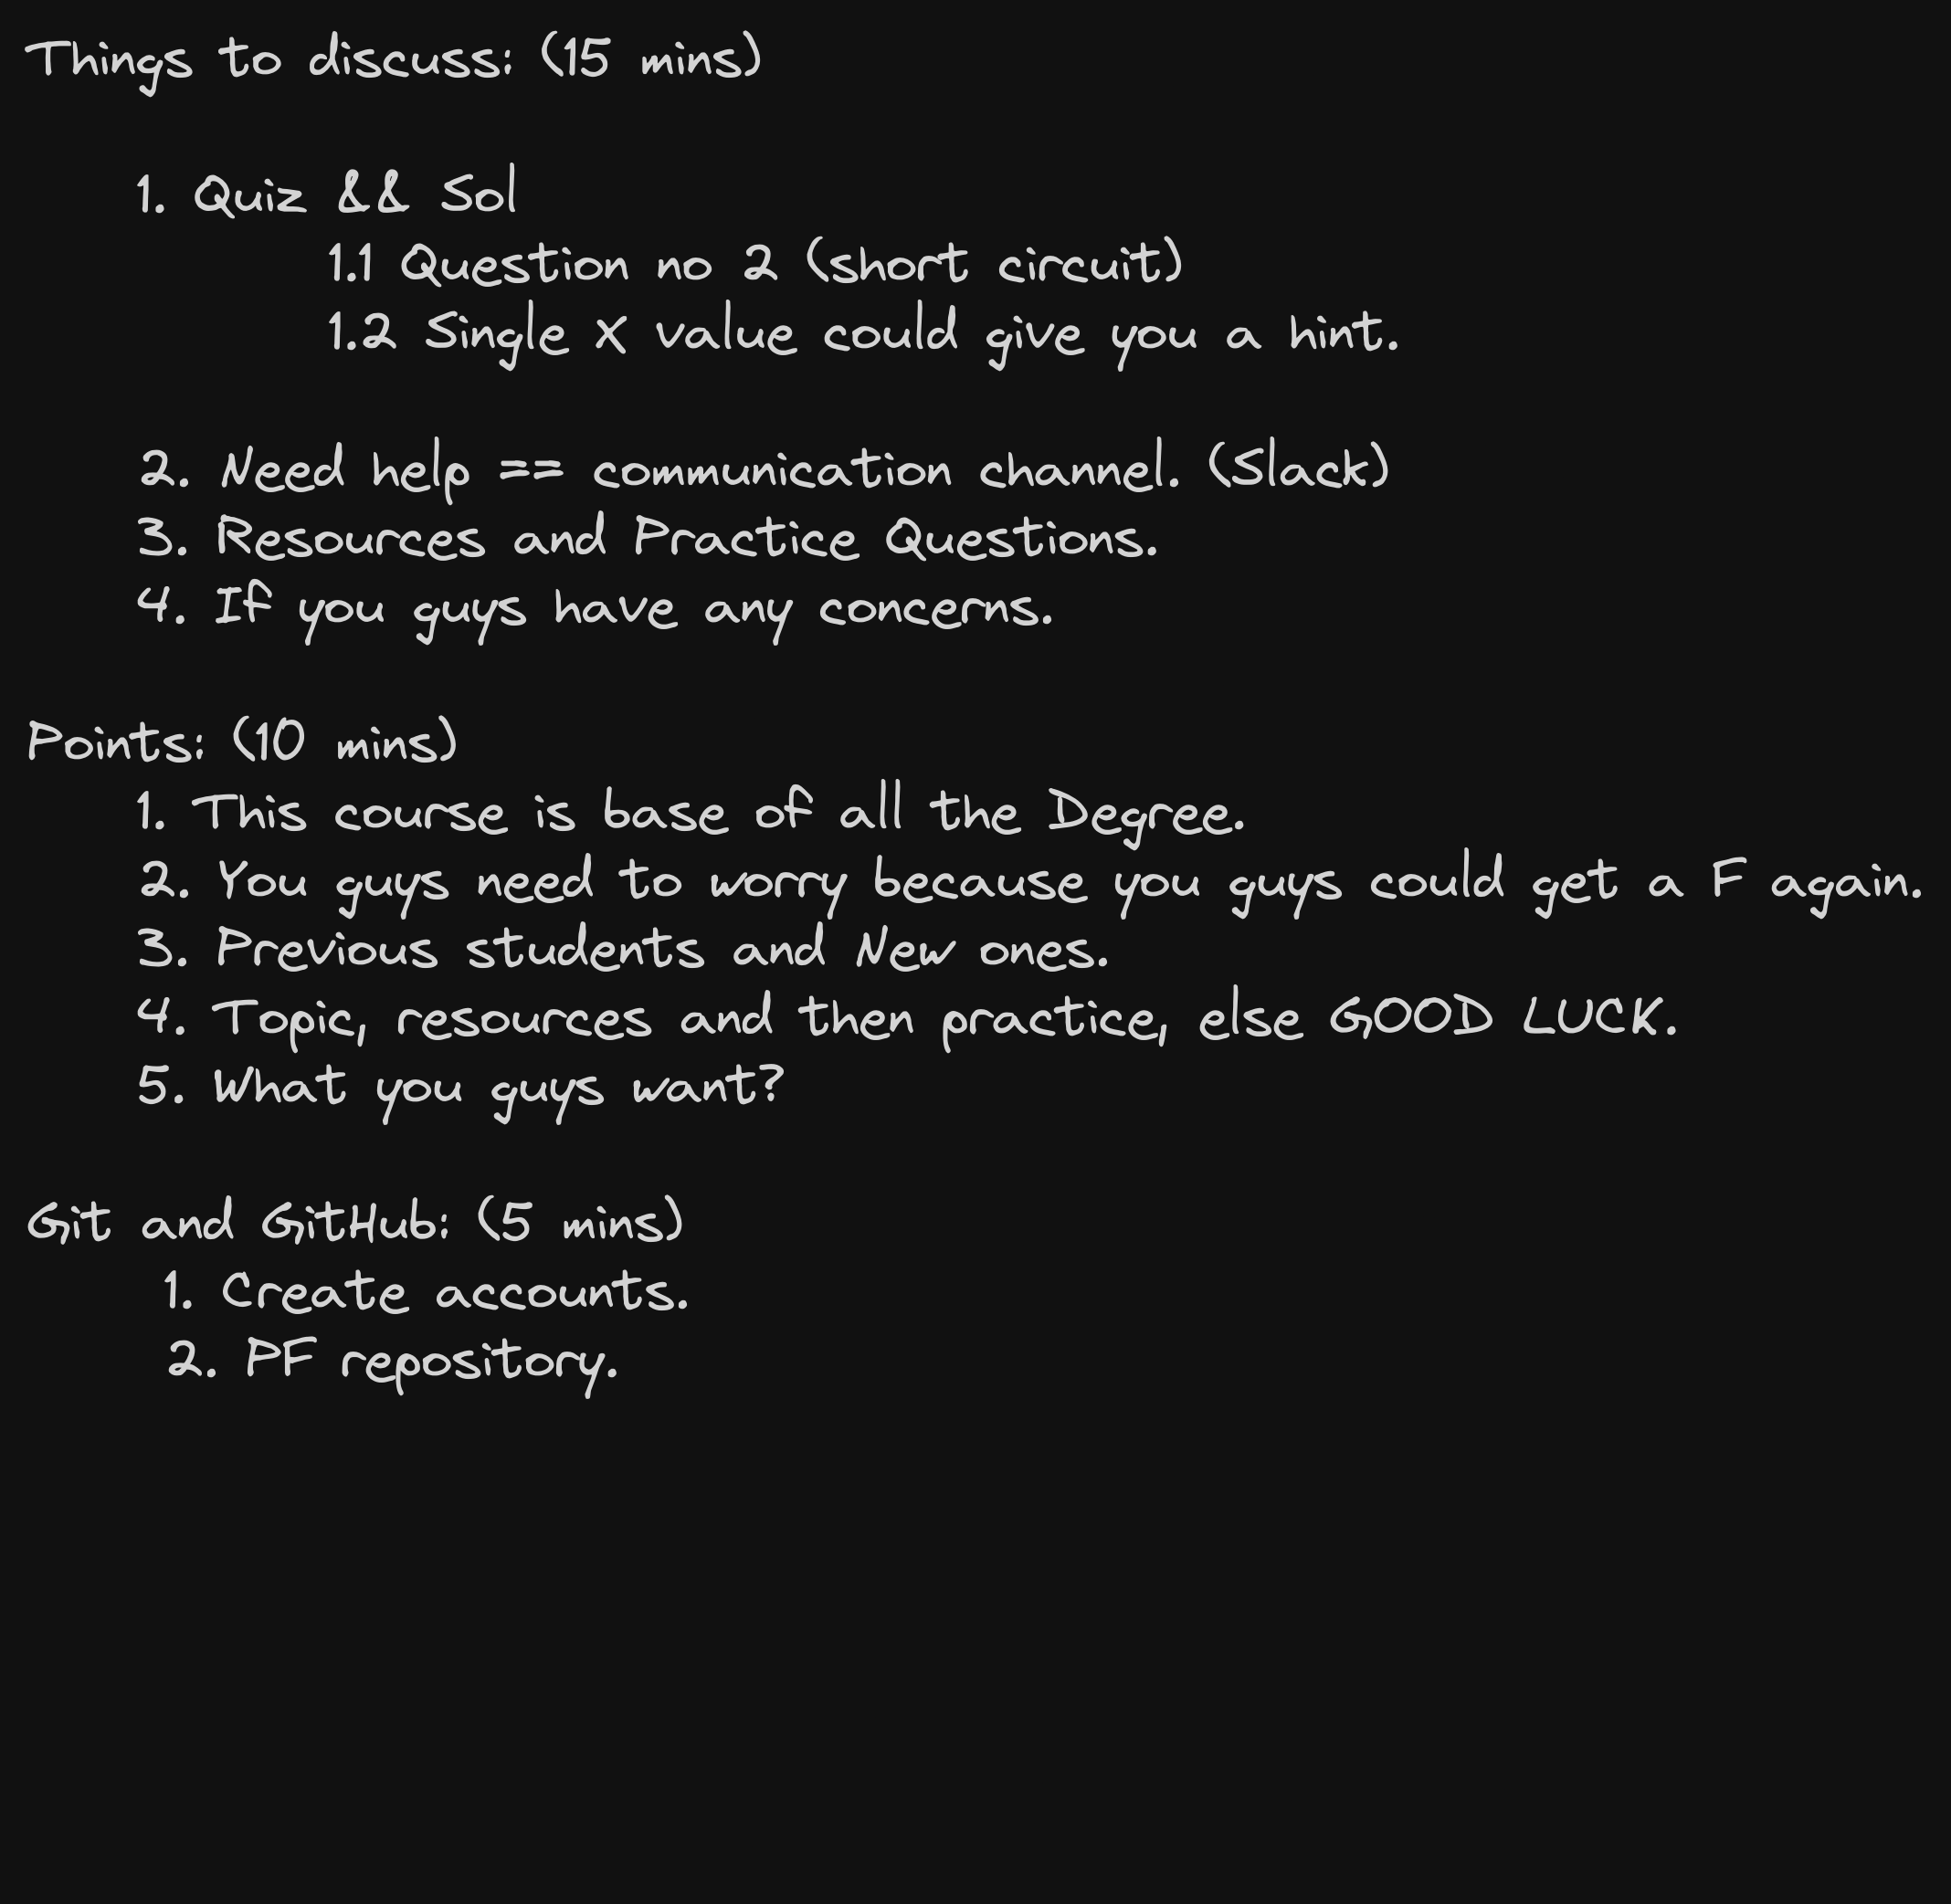 Things to discuss: (15 mins)
1. Quiz && Sol
1.1 Question no 2 (short circuit)
1.2 Single x value could give you a hint.
2. Need help == communication channel. (Slack)
3. Resources and Practice Questions.
4. If you guys have any concerns.
Points: (10 mins)
1. This course is base of all the Degree.
2. You guys need to worry because you guys could get a F again.
3. Previous students and New ones.
4. Topic, resources and then practice, else GOOD LUCK.
5. What you guys want?
Git and GitHub: (5 mins)
1. Create accounts.
2. PF repository.